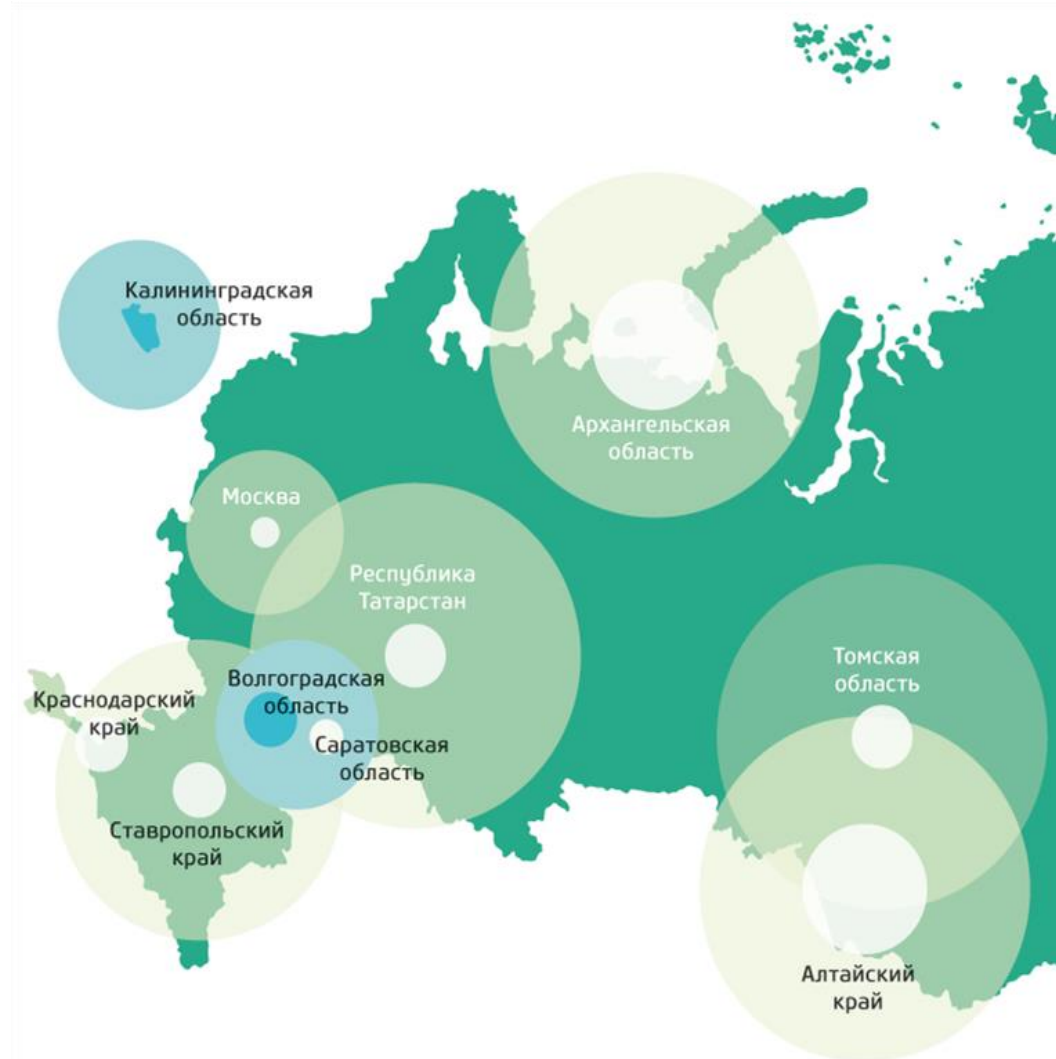 Калининградская
область
Архангельская
область
Москва
Республика
Татарстан
Томская
область
Волгоградская
область
Краснодарский
край
Саратовская
область
Ставропольский
край
Алтайский
край